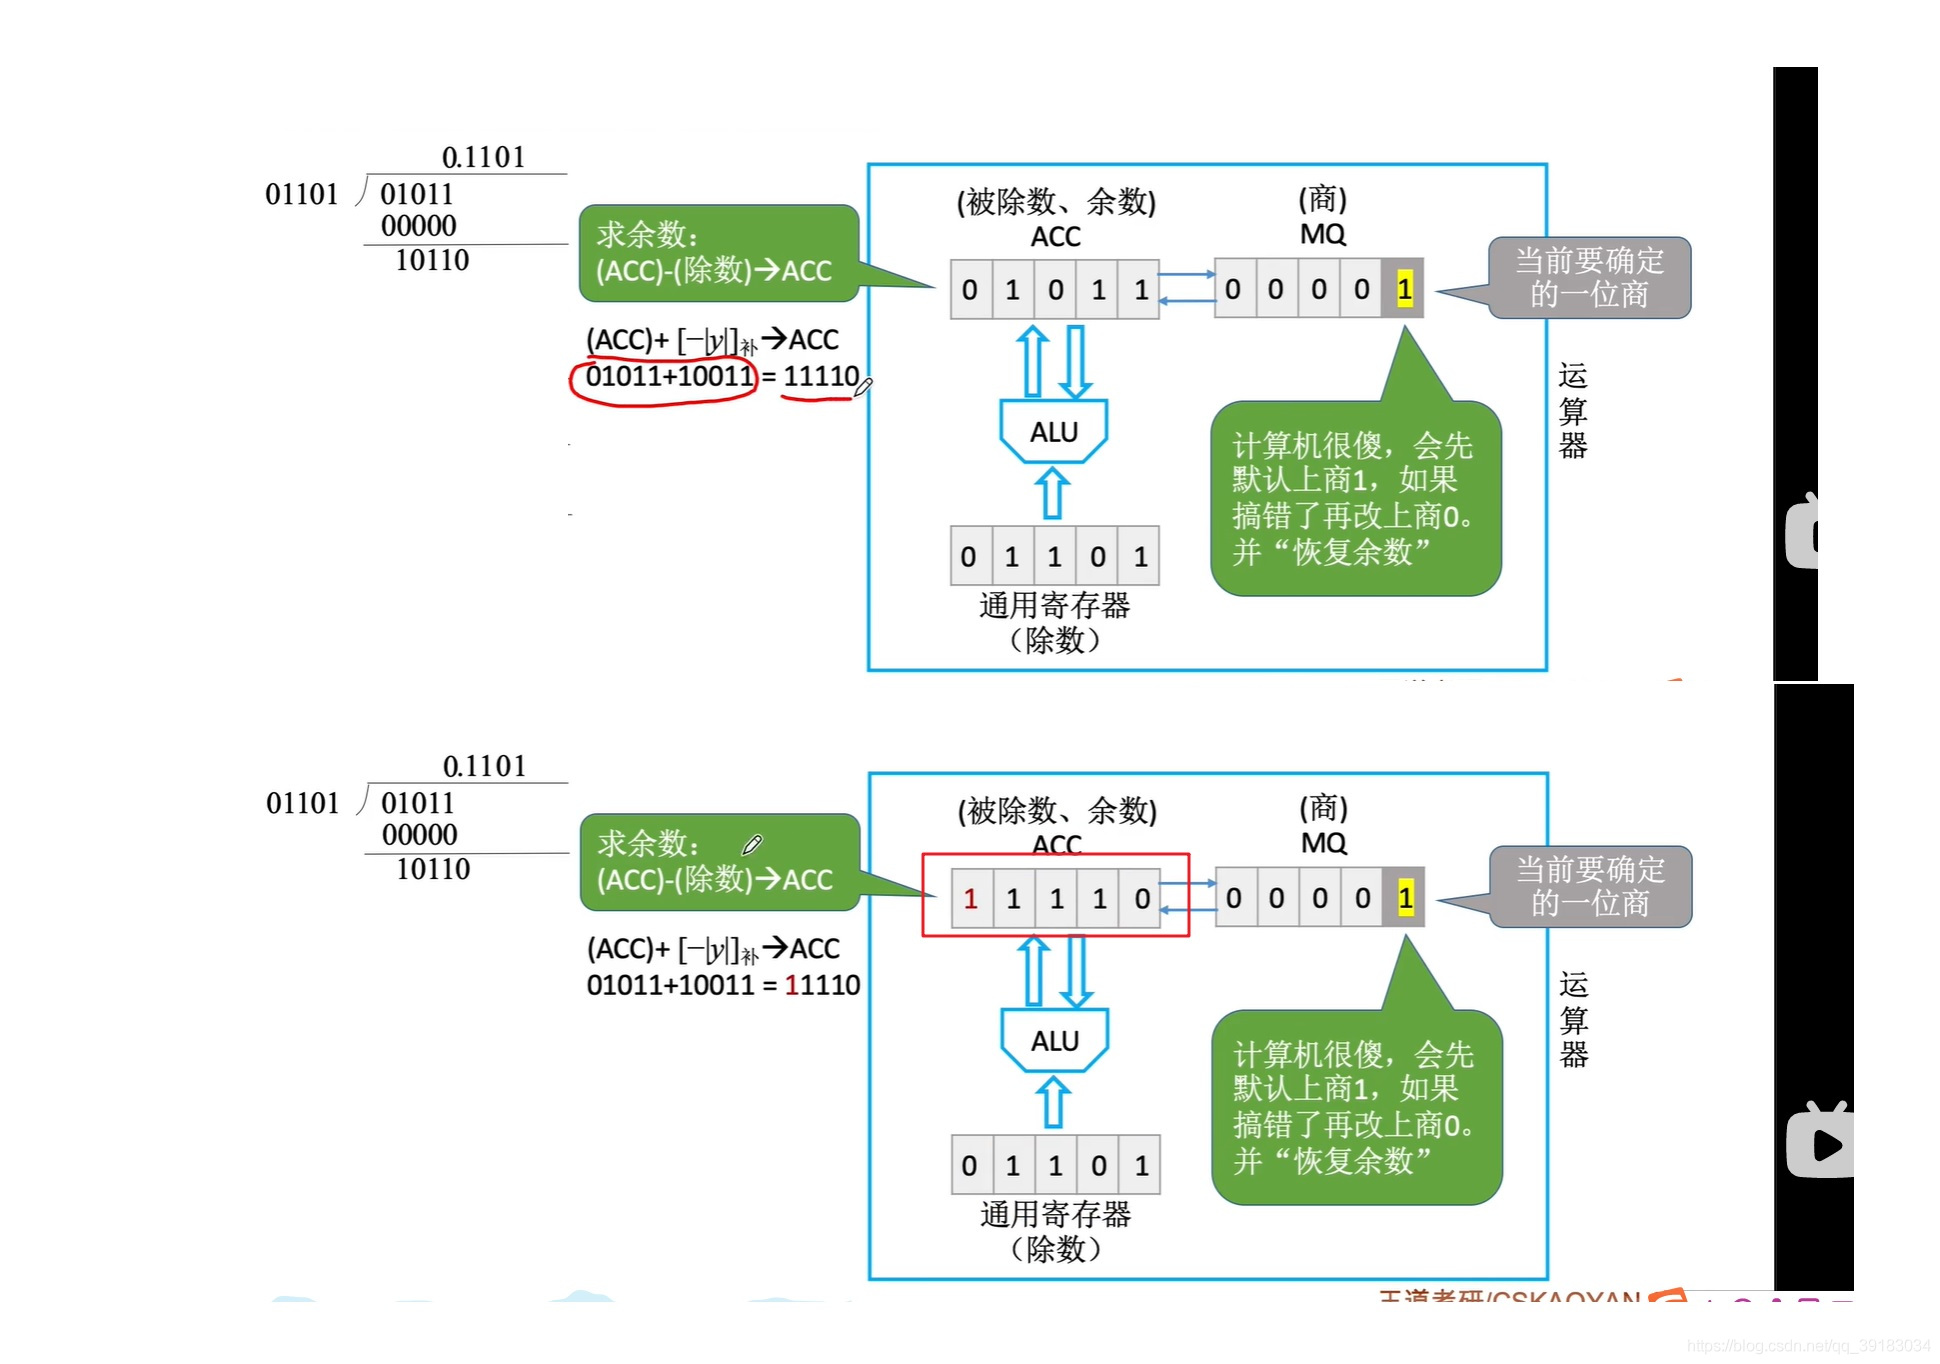 0.1101
01101
01011
00000
10110
求余数：
(ACC)-(除数)→ACC
(ACC)+ [−|y|]补→ACC
01011+10011 = 11110
(被除数、余数)
ACC
0 1 0 1 1
(商)
MQ
0 0 0 0 1
当前要确定
的一位商
ALU
0 1 1 0 1
通用寄存器
（除数）
计算机很傻，会先
默认上商1，如果
搞错了再改上商0。
并“恢复余数”
运
算
器
0.1101
01101
01011
00000
10110
求余数：
(ACC)-(除数)→ACC
(ACC)+ [−|y|]补→ACC
01011+10011 = 11110
(被除数、余数)
ACC
1 1 1 1 0
(商)
MQ
0 0 0 0 1
当前要确定
的一位商
ALU
0 1 1 0 1
通用寄存器
（除数）
计算机很傻，会先
默认上商1，如果
搞错了再改上商0。
并“恢复余数”
运
算
器
王道考研/CSKAOYAN
https://blog.csdn.net/qq_39183034